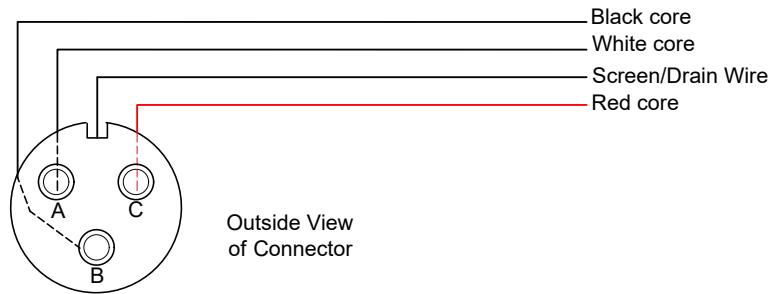 Black core
White core
Screen/Drain Wire
Red core
A
C
B
Outside View
of Connector